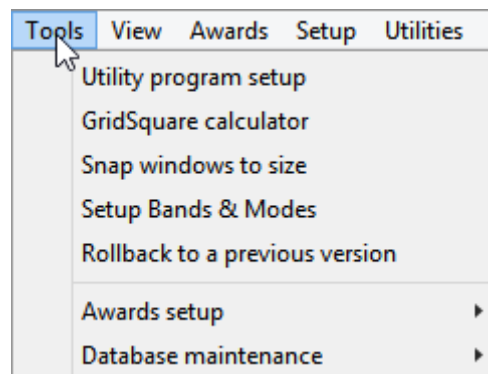 Tools View Awards Setup Utilities
Utility program setup
GridSquare calculator
Snap windows to size
Setup Bands & Modes
Rollback to a previous version
Awards setup
Database maintenance